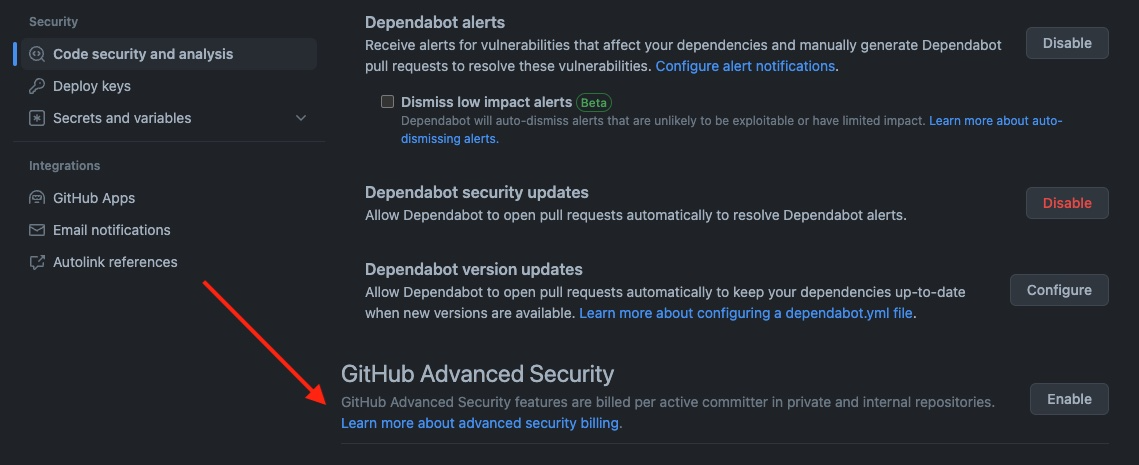 Security
Code security and analysis
Deploy keys
Secrets and variables
Integrations
GitHub Apps
Email notifications
Autolink references
Dependabot alerts
Receive alerts for vulnerabilities that affect your dependencies and manually generate Dependabot
pull requests to resolve these vulnerabilities. Configure alert notifications.
Disable
Dismiss low impact alerts Beta
Dependabot will auto-dismiss alerts that are unlikely to be exploitable or have limited impact. Learn more about auto-
dismissing alerts.
Dependabot security updates
Allow Dependabot to open pull requests automatically to resolve Dependabot alerts.
Disable
Dependabot version updates
Allow Dependabot to open pull requests automatically to keep your dependencies up-to-date
when new versions are available. Learn more about configuring a dependabot.yml file.
Configure
GitHub Advanced Security
GitHub Advanced Security features are billed per active committer in private and internal repositories.
Learn more about advanced security billing.
Enable